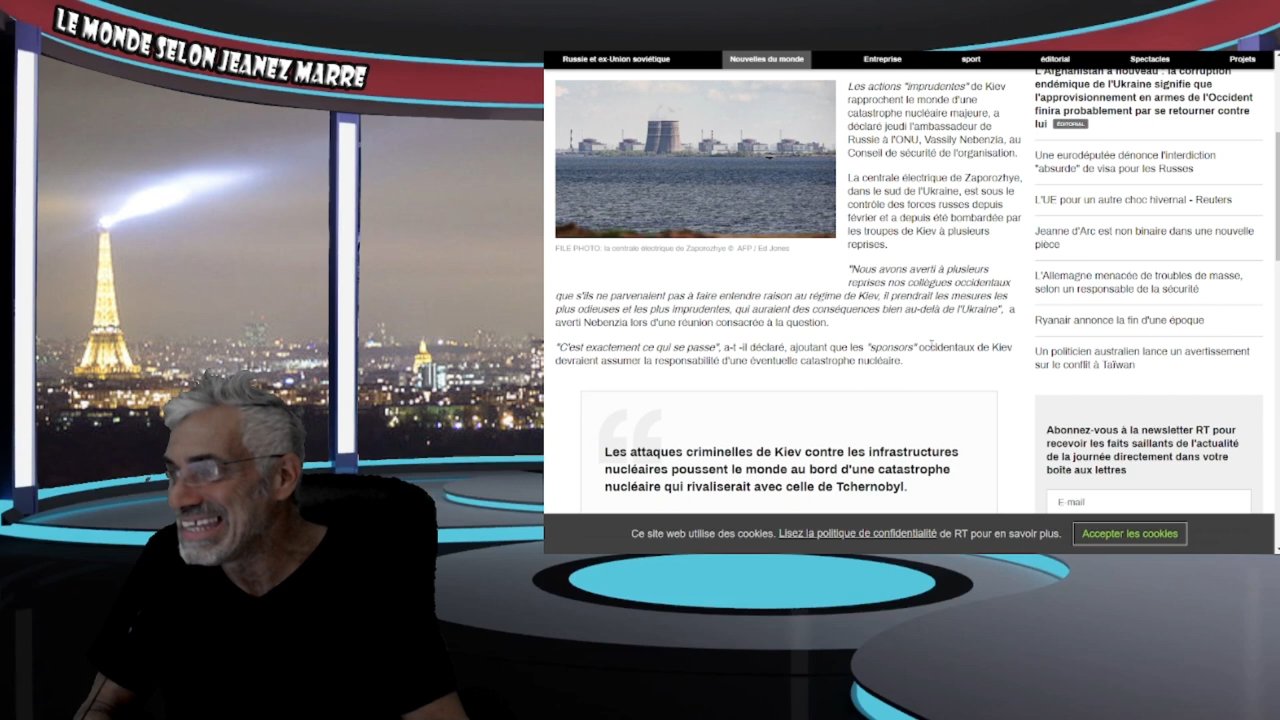 LE MONDE SELON JEANEZ MARRE
Russie et ex-Union soviétique
Nouvelles du monde
Entreprise
sport
éditorial
Spectacles
Projets
FILE PHOTO: la centrale électrique de Zaporozhye © AFP / Ed Jones
Les actions "imprudentes" de Kiev
rapprochent le monde d'une
catastrophe nucléaire majeure, a
déclaré jeudi l'ambassadeur de
Russie à l'ONU, Vassily Nebenzia, au
Conseil de sécurité de l'organisation.
La centrale électrique de Zaporozhye,
dans le sud de l'Ukraine, est sous le
contrôle des forces russes depuis
février et a depuis été bombardée par
les troupes de Kiev à plusieurs
reprises.
"Nous avons averti à plusieurs
reprises nos collègues occidentaux
que s'ils ne parvenaient pas à faire entendre raison au régime de Kiev, il prendrait les mesures les
plus odieuses et les plus imprudentes, qui auraient des conséquences bien au-delà de l'Ukraine", a
averti Nebenzia lors d'une réunion consacrée à la question.
"C'est exactement ce qui se passe", a-t -il déclaré, ajoutant que les "sponsors" occidentaux de Kiev
devraient assumer la responsabilité d'une éventuelle catastrophe nucléaire.
Les attaques criminelles de Kiev contre les infrastructures
nucléaires poussent le monde au bord d'une catastrophe
nucléaire qui rivaliserait avec celle de Tchernobyl.
L'Afghanistan à nouveau : la corruption
endémique de l'Ukraine signifie que
l'approvisionnement en armes de l'Occident
finira probablement par se retourner contre
lui ÉDITORIAL
Une eurodéputée dénonce l'interdiction
"absurde" de visa pour les Russes
L'UE pour un autre choc hivernal - Reuters
Jeanne d'Arc est non binaire dans une nouvelle
pièce
L'Allemagne menacée de troubles de masse,
selon un responsable de la sécurité
Ryanair annonce la fin d'une époque
Un politicien australien lance un avertissement
sur le conflit à Taïwan
Abonnez-vous à la newsletter RT pour
recevoir les faits saillants de l'actualité
de la journée directement dans votre
boîte aux lettres
E-mail
Ce site web utilise des cookies. Lisez la politique de confidentialité de RT pour en savoir plus.
Accepter les cookies